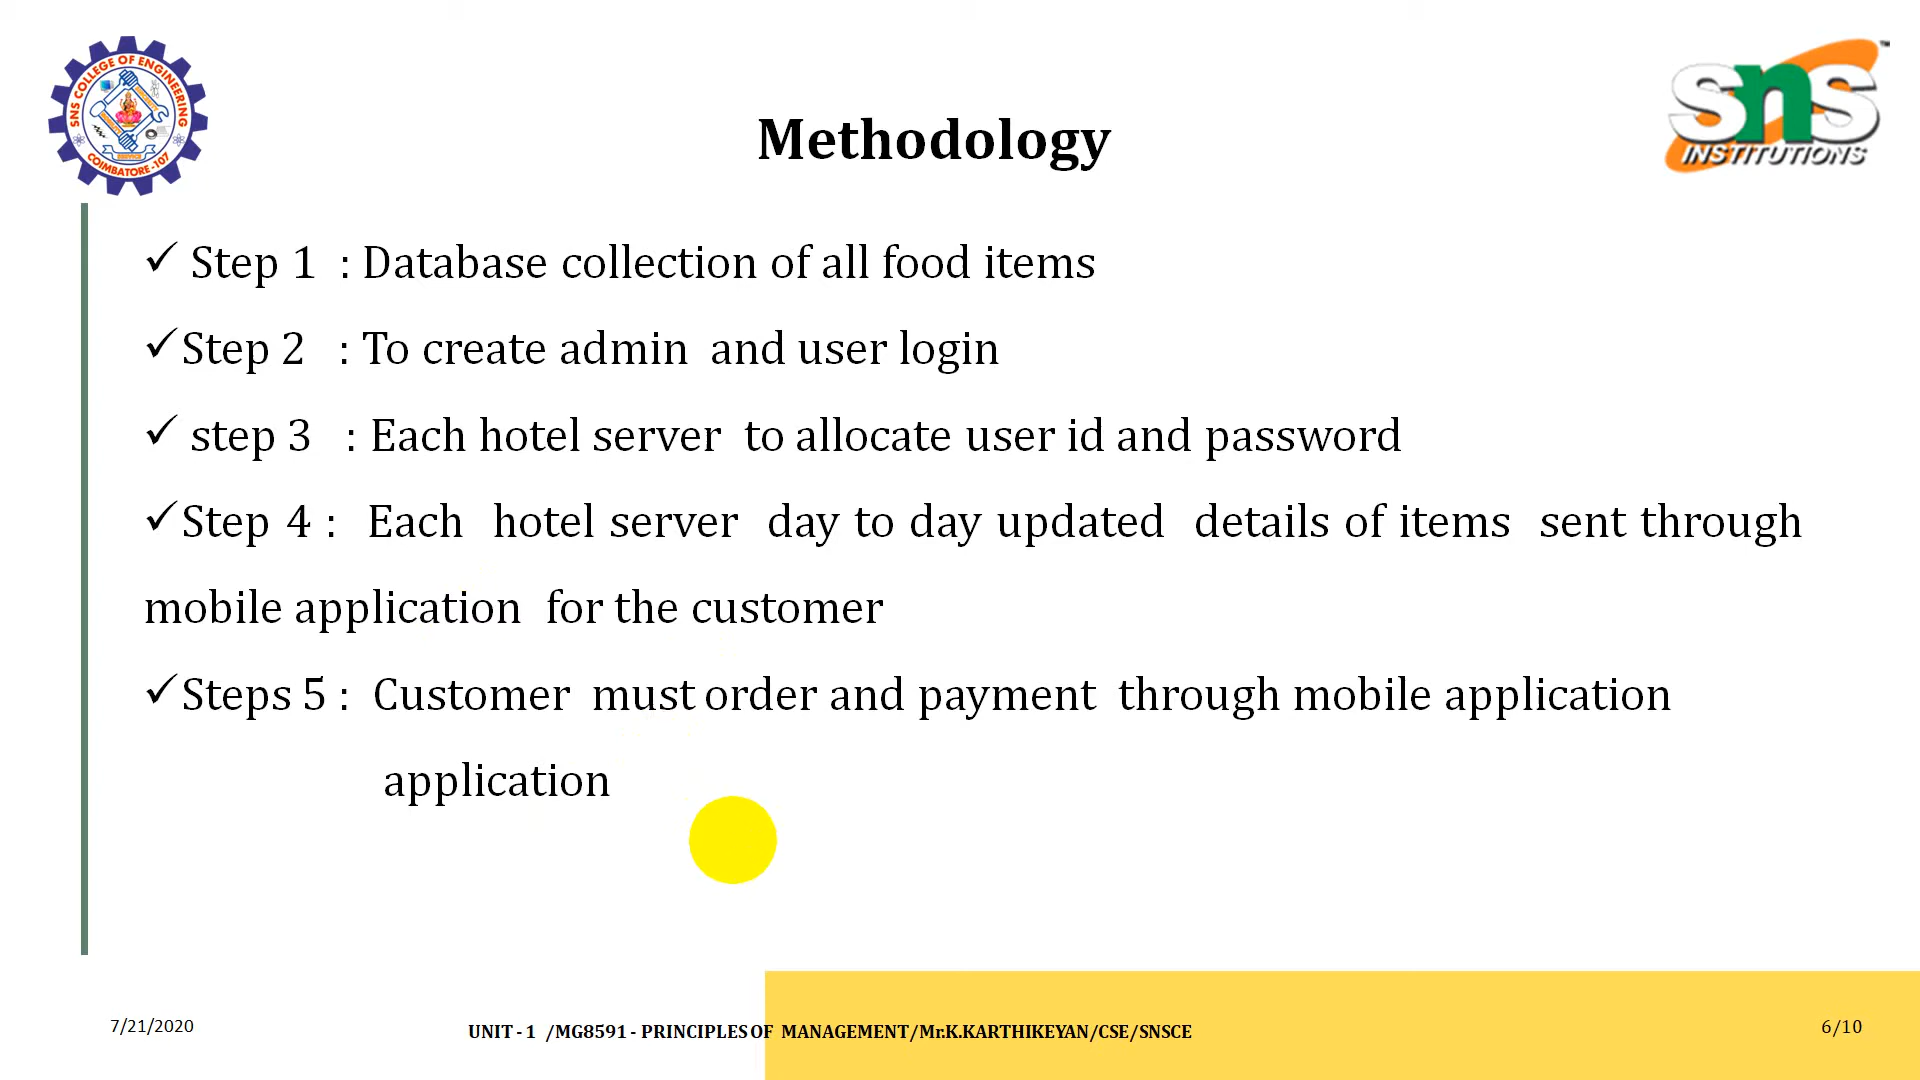 SNS COLLEGE OF ENGINEERING
COIMBATORE - 107
sns
INSTITUTIONS
Methodology
✓ Step 1 : Database collection of all food items
✓Step 2 : To create admin and user login
✓ step 3 : Each hotel server to allocate user id and password
✓Step 4 : Each hotel server day to day updated details of items sent through
mobile application for the customer
✓Steps 5 : Customer must order and payment through mobile application
application
7/21/2020
UNIT - 1 /MG8591 - PRINCIPLES OF MANAGEMENT/Mr.K.KARTHIKEYAN/CSE/SNSCE
6/10